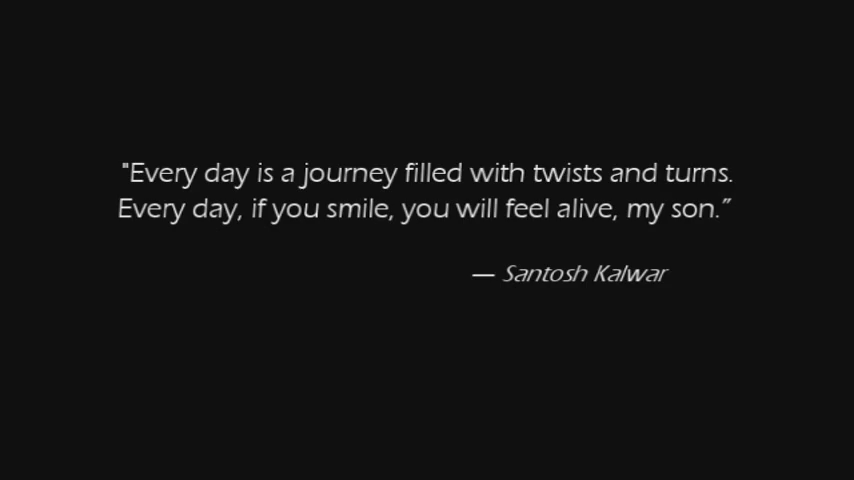 "Every day is a journey filled with twists and turns.
Every day, if you smile, you will feel alive, my son.”
— Santosh Kalwar